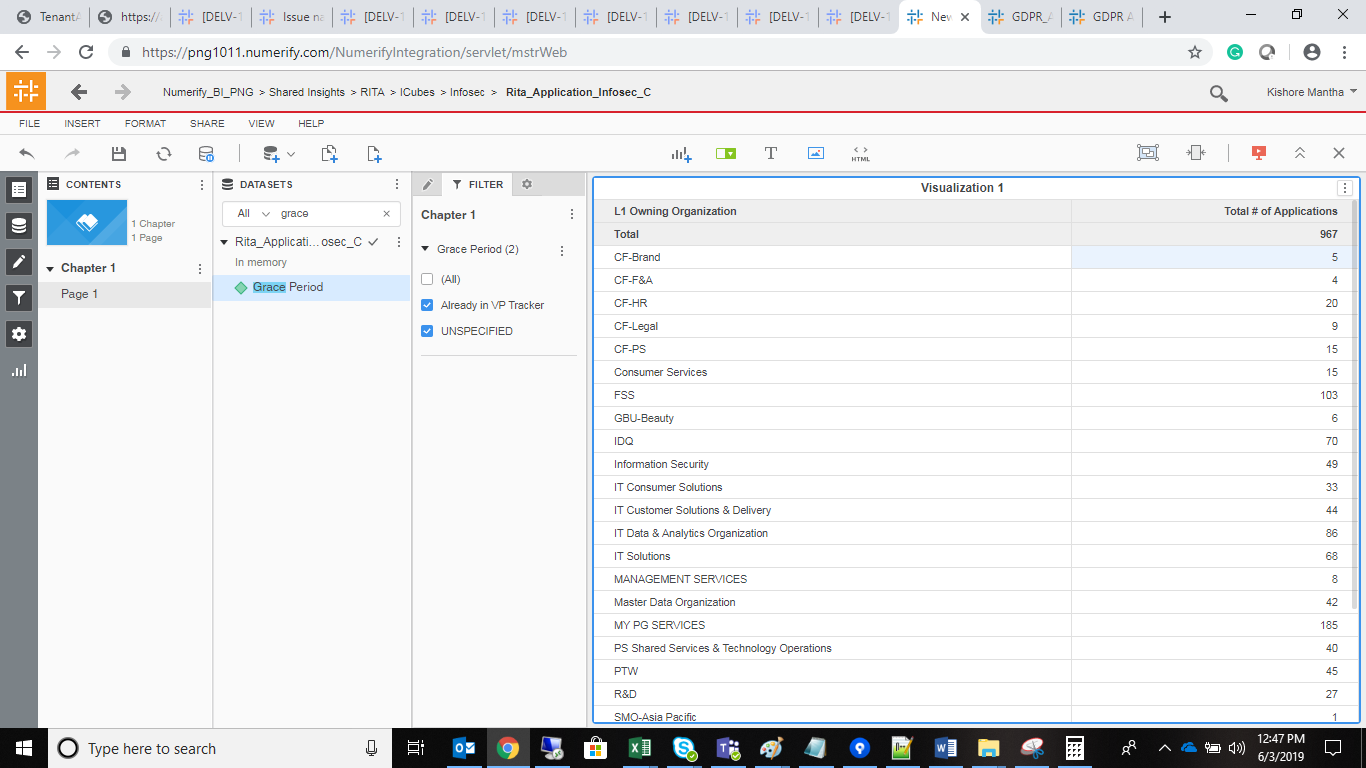 TenantA
https:/
[DELV-1
Issue na
[DELV-1
[DELV-1
[DELV-1
[DELV-1
[DELV-1
[DELV-1
[DELV-1
New
GDPR_A
GDPR A
https://png1011.numerify.com/NumerifyIntegration/servlet/mstrWeb
Numerify_BI_PNG > Shared Insights > RITA > ICubes > Infosec > Rita_Application_Infosec_C
Kishore Mantha
FILE INSERT FORMAT SHARE VIEW HELP
HTML
CONTENTS
1 Chapter
1 Page
Chapter 1
Page 1
DATASETS
All grace
Rita_Applicati... osec_C
In memory
Grace Period
FILTER
Chapter 1
Grace Period (2)
(All)
Already in VP Tracker
UNSPECIFIED
Visualization 1
L1 Owning Organization Total # of Applications
Total 967
CF-Brand 5
CF-F&A 4
CF-HR 20
CF-Legal 9
CF-PS 15
Consumer Services 15
FSS 103
GBU-Beauty 6
IDQ 70
Information Security 49
IT Consumer Solutions 33
IT Customer Solutions & Delivery 44
IT Data & Analytics Organization 86
IT Solutions 68
MANAGEMENT SERVICES 8
Master Data Organization 42
MY PG SERVICES 185
PS Shared Services & Technology Operations 40
PTW 45
R&D 27
SMO-Asia Pacific 1
Type here to search
12:47 PM
6/3/2019